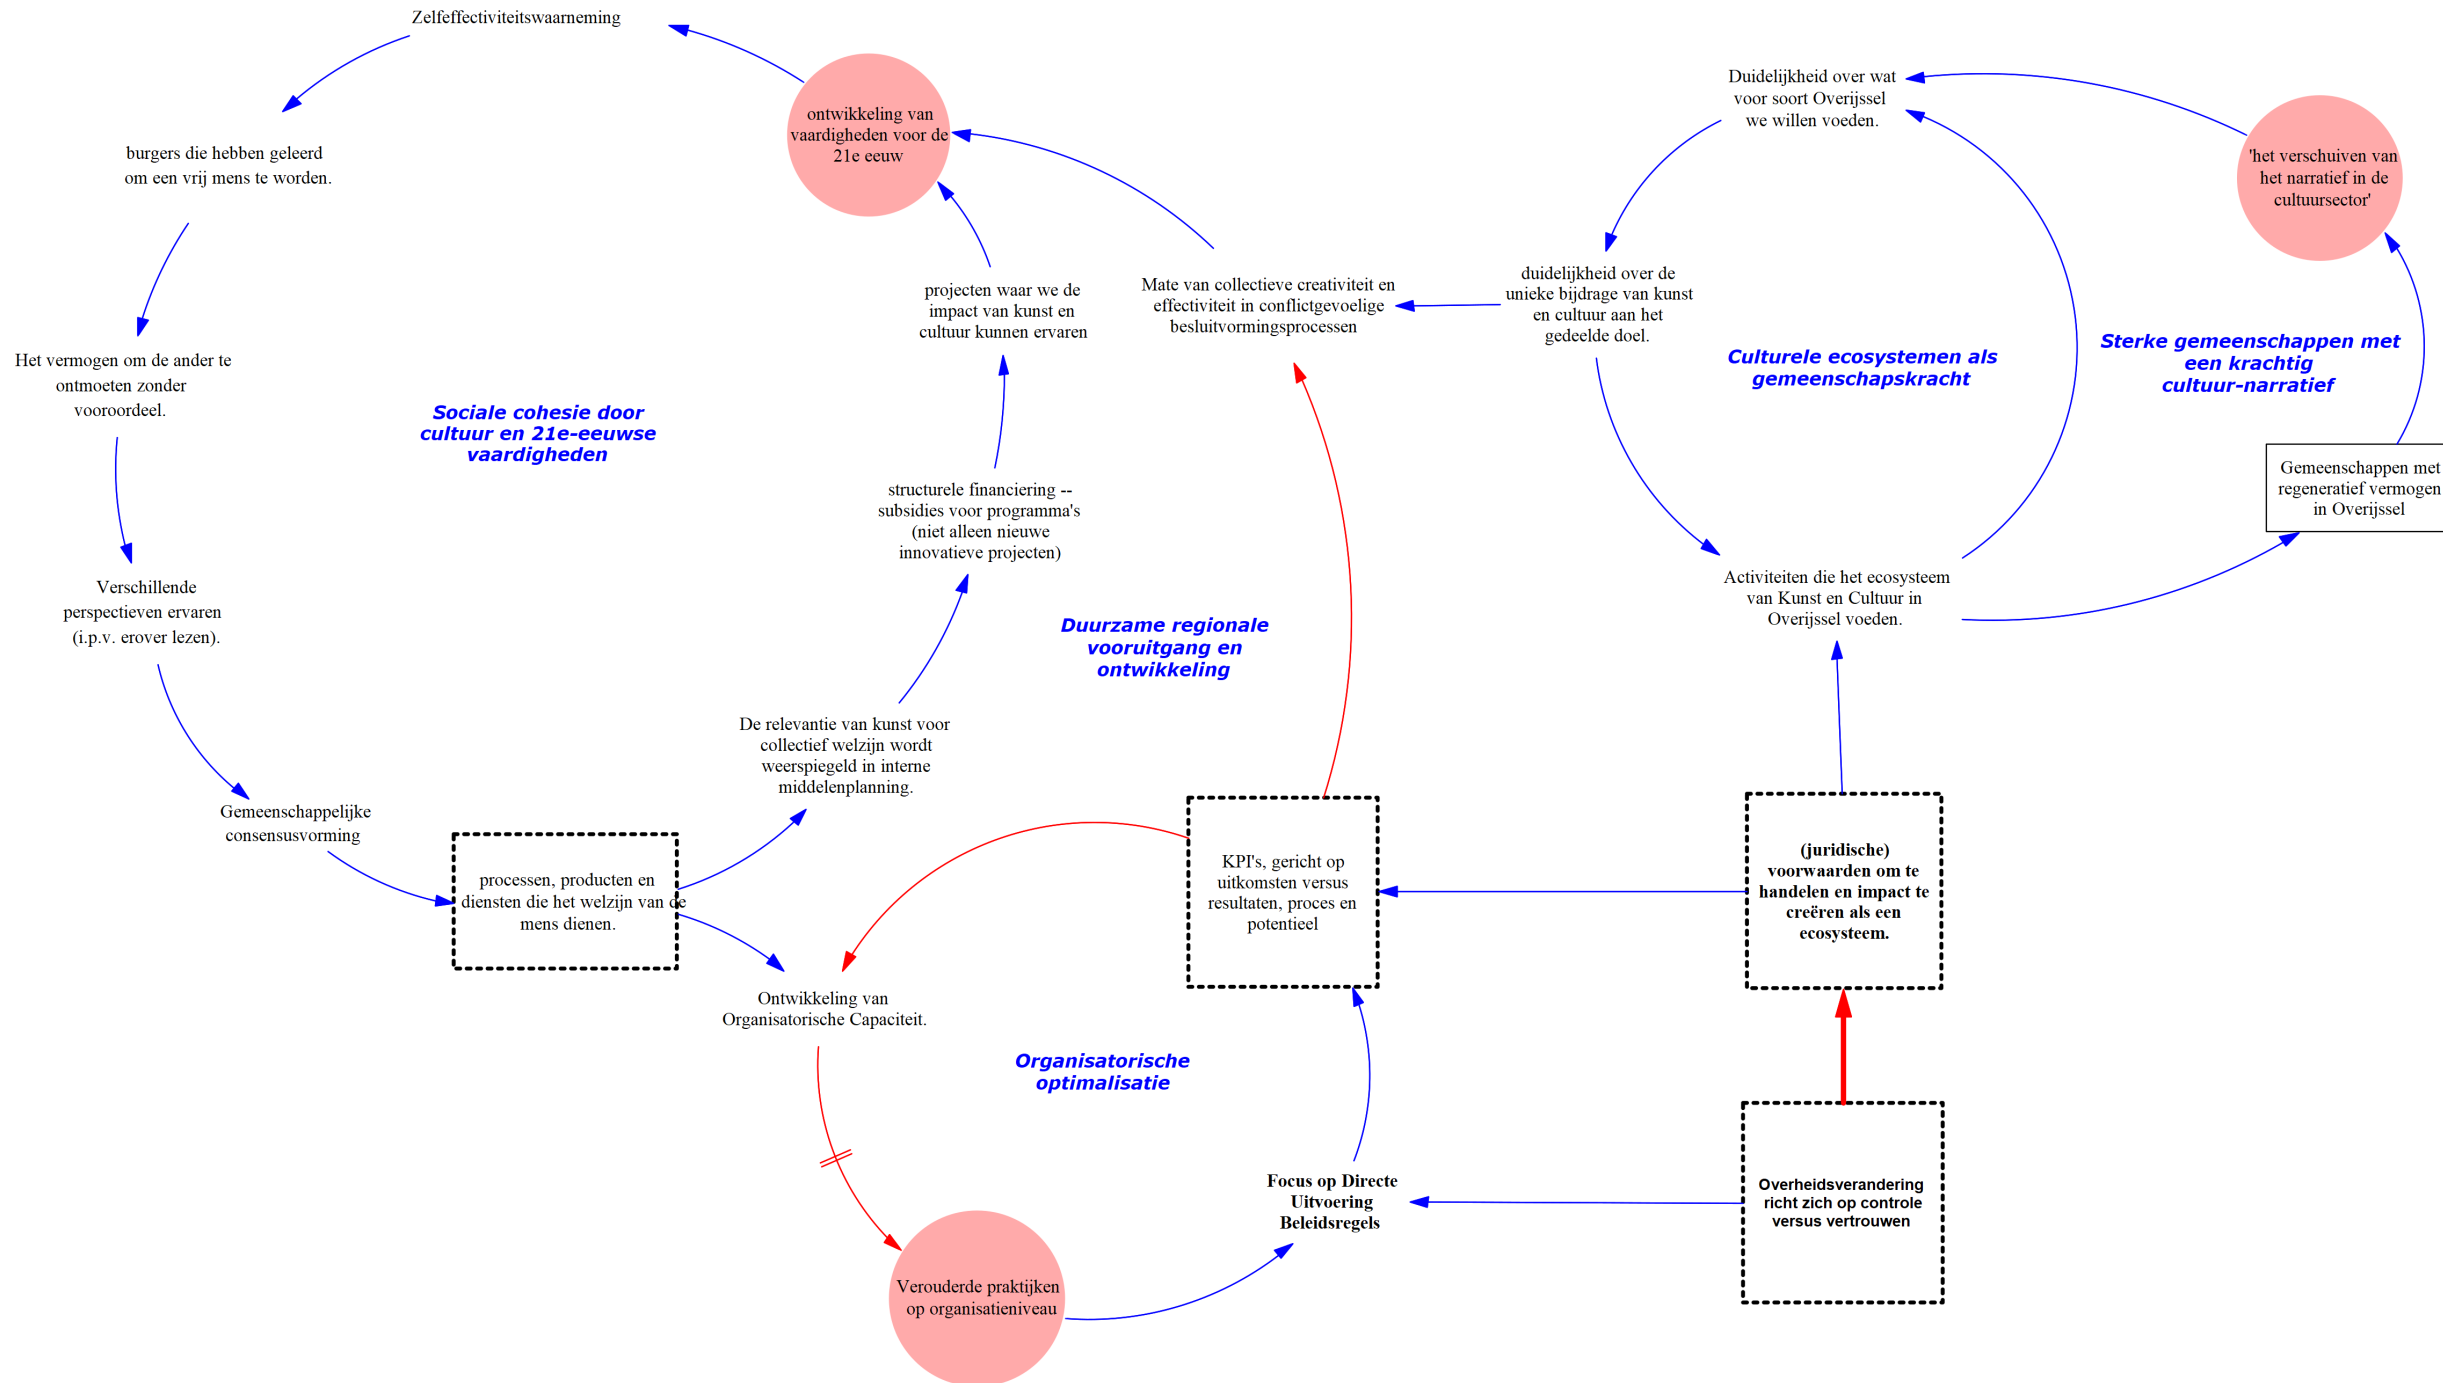 Zelfeffectiviteitswaarneming
burgers die hebben geleerd
om een vrij mens te worden.
Het vermogen om de ander te
ontmoeten zonder
vooroordeel.
Verschillende
perspectieven ervaren
(i.p.v. erover lezen).
Gemeenschappelijke
consensusvorming
processen, producten en
diensten die het welzijn van de
mens dienen.
Sociale cohesie door
cultuur en 21e-eeuwse
vaardigheden
ontwikkeling van
vaardigheden voor de
21e eeuw
projecten waar we de
impact van kunst en
cultuur kunnen ervaren
structurele financiering --
subsidies voor programma's
(niet alleen nieuwe
innovatieve projecten)
De relevantie van kunst voor
collectief welzijn wordt
weerspiegeld in interne
middelenplanning.
Ontwikkeling van
Organisatorische Capaciteit.
Verouderde praktijken
op organisatieniveau
Organisatorische
optimalisatie
Duurzame regionale
vooruitgang en
ontwikkeling
Mate van collectieve creativiteit en
effectiviteit in conflictgevoelige
besluitvormingsprocessen
KPI's, gericht op
uitkomsten versus
resultaten, proces en
potentieel
Focus op Directe
Uitvoering
Beleidsregels
Duidelijkheid over wat
voor soort Overijssel
we willen voeden.
duidelijkheid over de
unieke bijdrage van kunst
en cultuur aan het
gedeelde doel.
Culturele ecosystemen als
gemeenschapskracht
Activiteiten die het ecosysteem
van Kunst en Cultuur in
Overijssel voeden.
(juridische)
voorwaarden om te
handelen en impact te
creëren als een
ecosysteem.
Overheidsverandering
richt zich op controle
versus vertrouwen
'het verschuiven van
het narratief in de
cultuursector'
Sterke gemeenschappen met
een krachtig
cultuur-narratief
Gemeenschappen met
regeneratief vermogen
in Overijssel